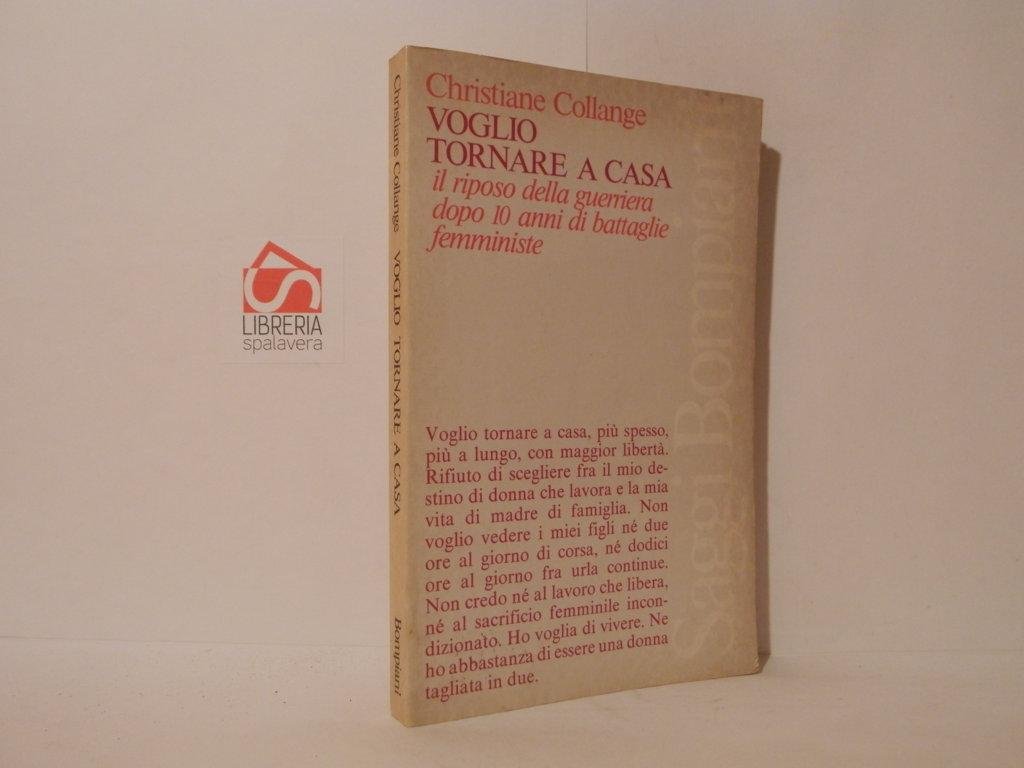 Christiane Collange
VOGLIO
TORNARE A CASA
il riposo della guerriera
dopo 10 anni di battaglie
femministe
Voglio tornare a casa, più spesso,
più a lungo, con maggior libertà.
Rifiuto di scegliere fra il mio de-
stino di donna che lavora e la mia
vita di madre di famiglia. Non
voglio vedere i miei figli né due
ore al giorno di corsa, né dodici
ore al giorno fra urla continue.
Non credo né al lavoro che libera,
né al sacrificio femminile incon-
dizionato. Ho voglia di vivere. Ne
ho abbastanza di essere una donna
tagliata in due.
Saggi Bompiani
Christiane Collange VOGLIO TORNARE A CASA Bompiani
LIBRERIA
spalavera